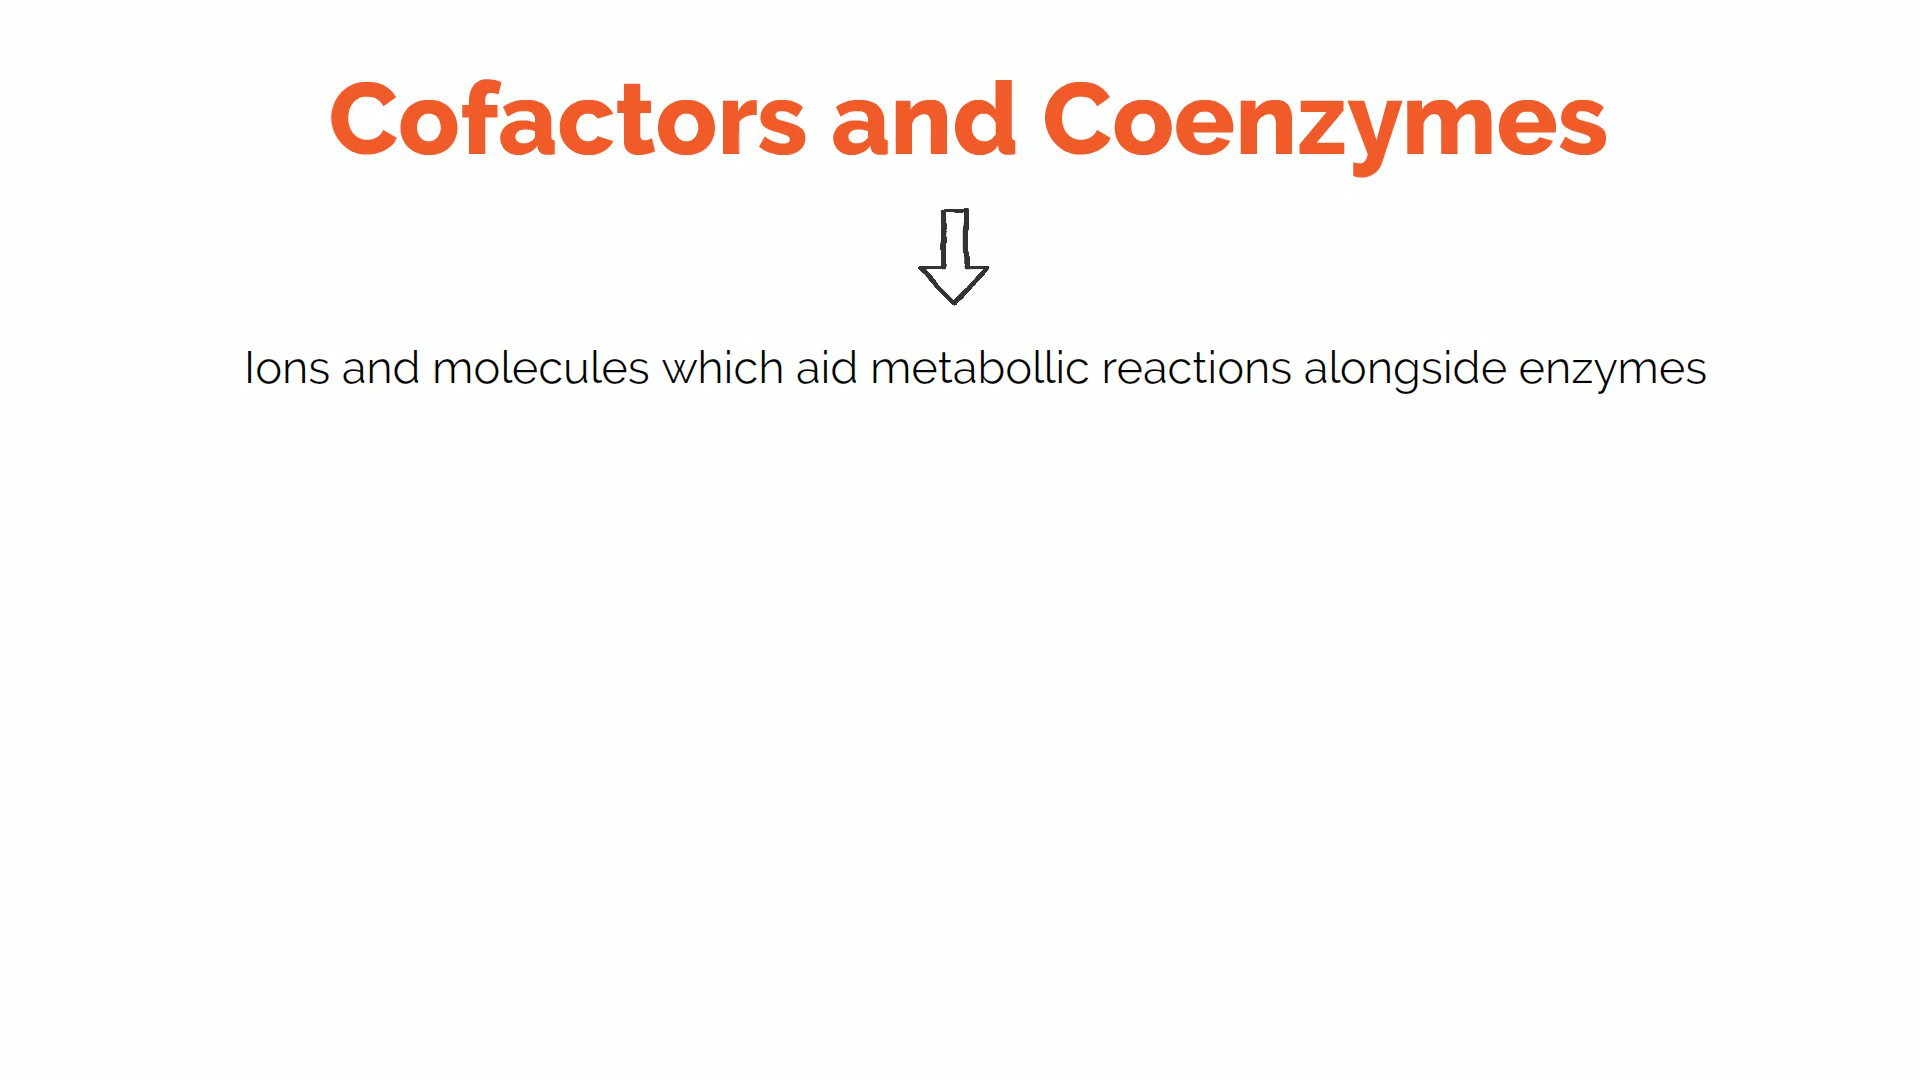 Cofactors and Coenzymes
Ions and molecules which aid metabollic reactions alongside enzymes